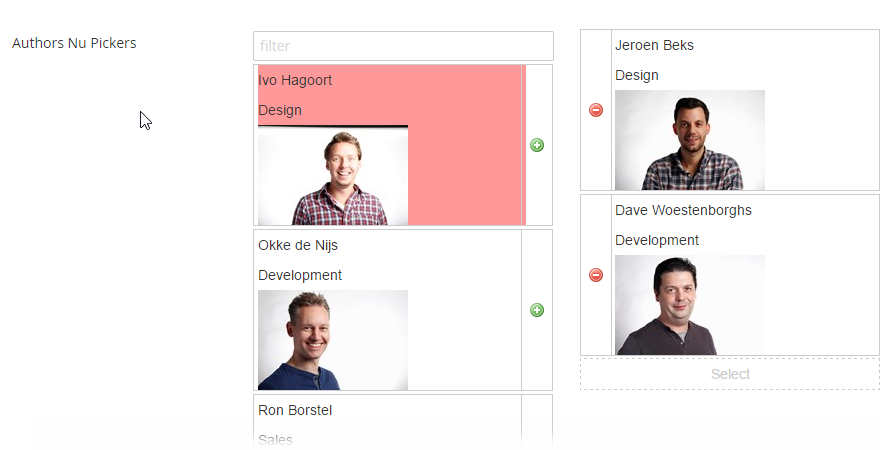 Authors Nu Pickers
filter
Ivo Hagoort
Design
Okke de Nijs
Development
Ron Borstel
Sales
Jeroen Beks
Design
Dave Woestenborghs
Development
Select